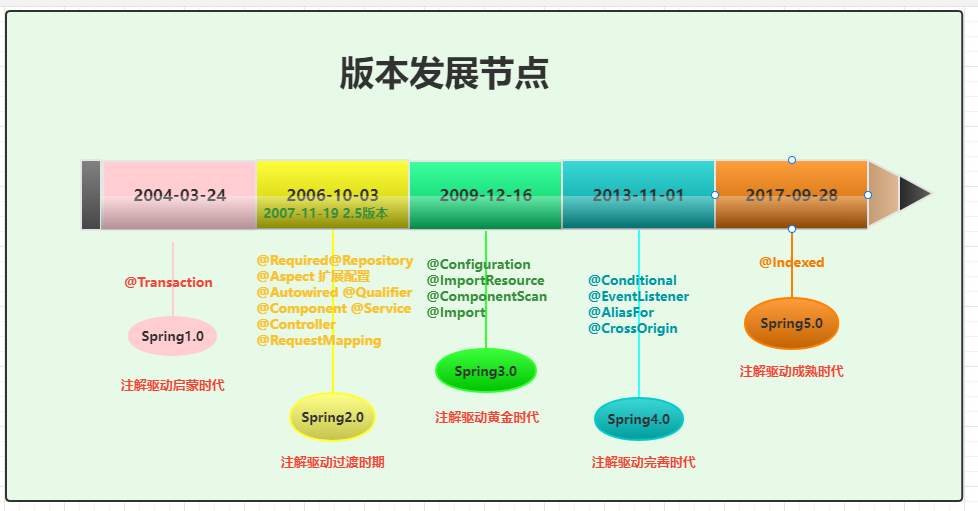 版本发展节点
2004-03-24
2006-10-03
2007-11-19 2.5版本
2009-12-16
2013-11-01
2017-09-28
@Transaction
Spring1.0
注解驱动启蒙时代
@Required@Repository
@Aspect 扩展配置
@Autowired @Qualifier
@Component @Service
@Controller
@RequestMapping
Spring2.0
注解驱动过渡时期
@Configuration
@ImportResource
@ComponentScan
@Import
Spring3.0
注解驱动黄金时代
@Conditional
@EventListener
@AliasFor
@CrossOrigin
Spring4.0
注解驱动完善时代
@Indexed
Spring5.0
注解驱动成熟时代